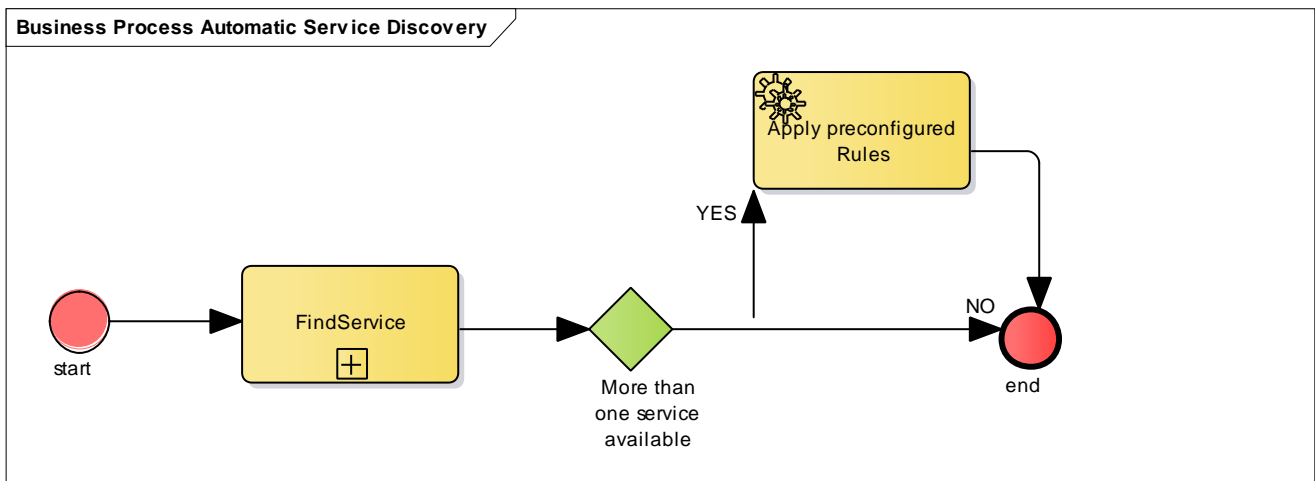 Business Process Automatic Service Discovery
Apply preconfigured
Rules
YES
FindService
NO
start
end
More than
one service
available